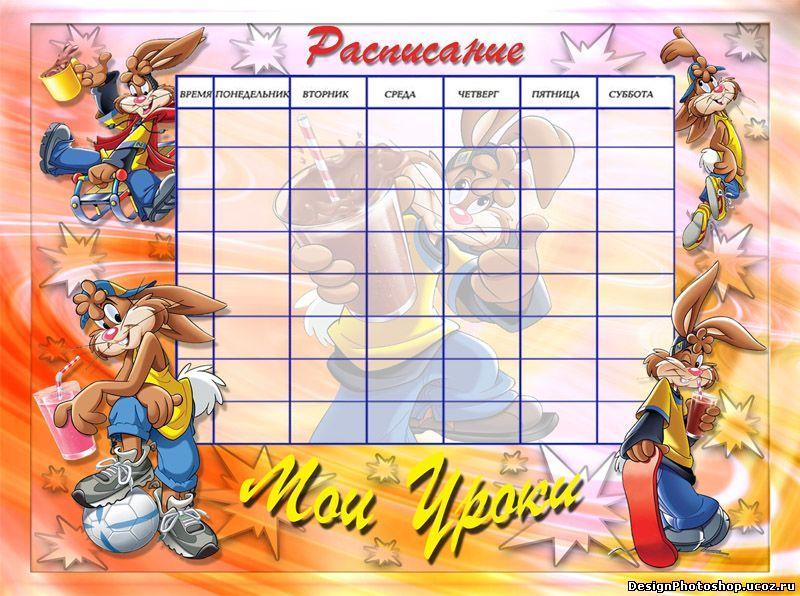 Расписание
ВРЕМЯ ПОНЕДЕЛЬНИК ВТОРНИК СРЕДА ЧЕТВЕРГ ПЯТНИЦА СУББОТА
Мои Уроки
DesignPhotoshop.ucoz.ru